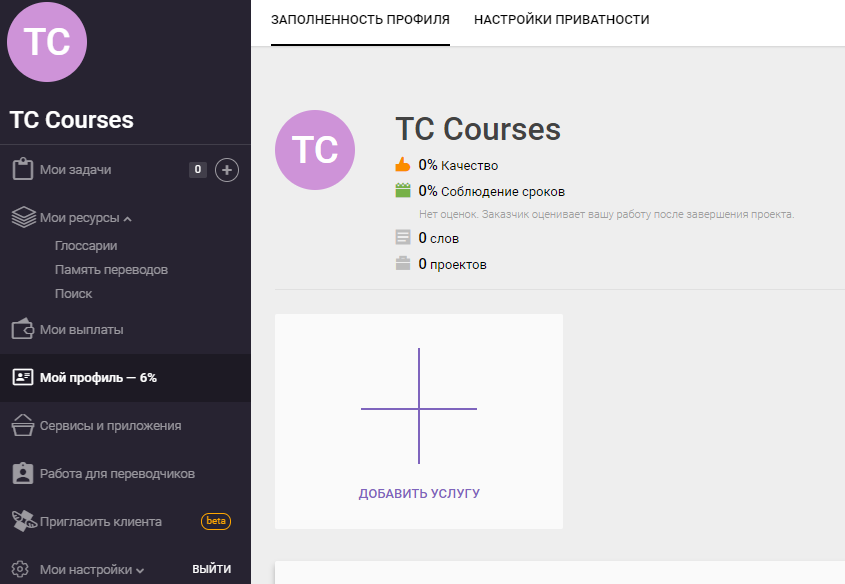 TC
TC Courses
Мои задачи
0
Мои ресурсы
Глоссарии
Память переводов
Поиск
Мои выплаты
Мой профиль — 6%
Сервисы и приложения
Работа для переводчиков
Пригласить клиента
beta
Мои настройки
ВЫЙТИ
ЗАПОЛНЕННОСТЬ ПРОФИЛЯ
НАСТРОЙКИ ПРИВАТНОСТИ
TC
TC Courses
0% Качество
0% Соблюдение сроков
Нет оценок. Заказчик оценивает вашу работу после завершения проекта.
0 слов
0 проектов
ДОБАВИТЬ УСЛУГУ